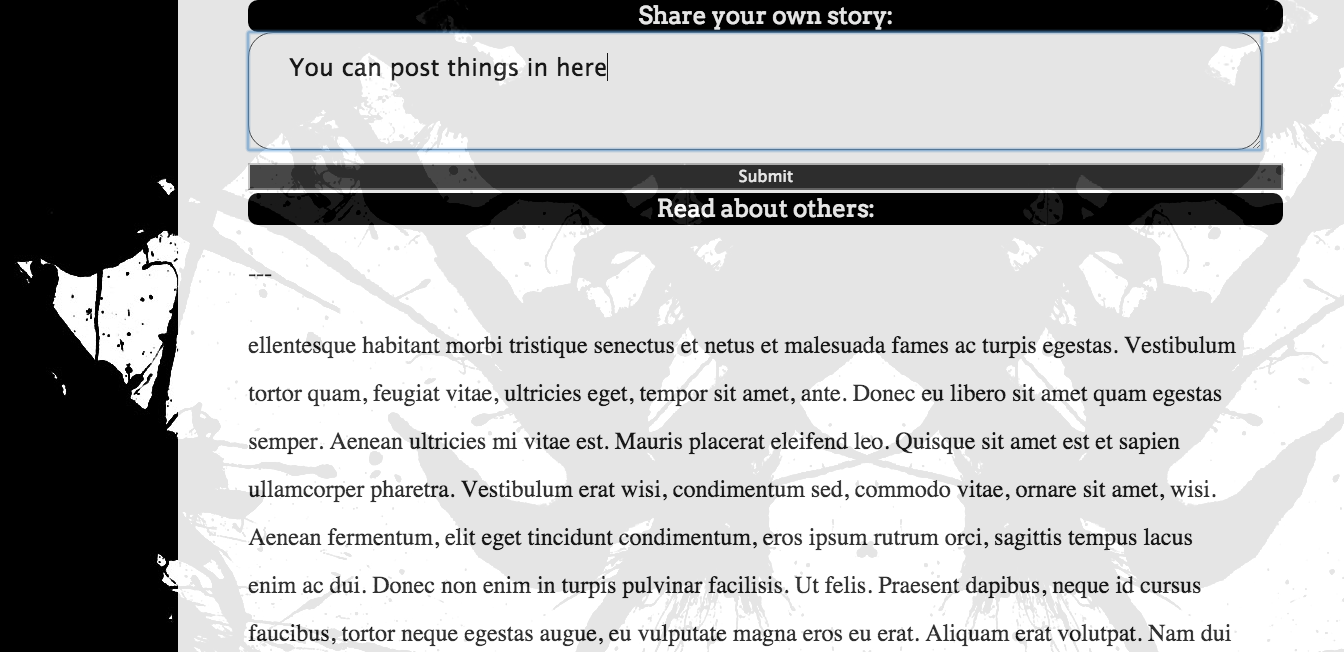 Share your own story:
You can post things in here
Submit
Read about others:
---
ellentesque habitant morbi tristique senectus et netus et malesuada fames ac turpis egestas. Vestibulum
tortor quam, feugiat vitae, ultricies eget, tempor sit amet, ante. Donec eu libero sit amet quam egestas
semper. Aenean ultricies mi vitae est. Mauris placerat eleifend leo. Quisque sit amet est et sapien
ullamcorper pharetra. Vestibulum erat wisi, condimentum sed, commodo vitae, ornare sit amet, wisi.
Aenean fermentum, elit eget tincidunt condimentum, eros ipsum rutrum orci, sagittis tempus lacus
enim ac dui. Donec non enim in turpis pulvinar facilisis. Ut felis. Praesent dapibus, neque id cursus
faucibus, tortor neque egestas augue, eu vulputate magna eros eu erat. Aliquam erat volutpat. Nam dui